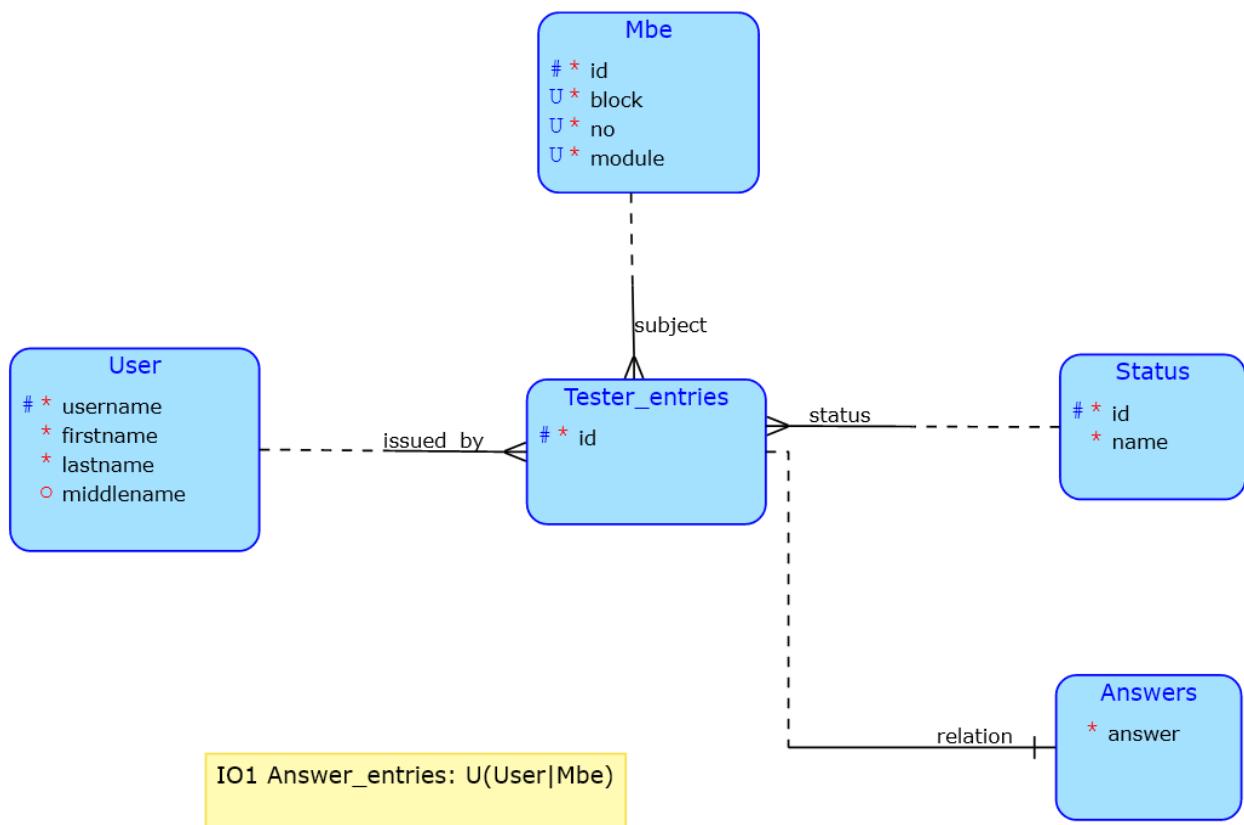 Mbe
# * id
U * block
U * no
U * module
subject
User
# * username
* firstname
* lastname
o middlename
issued_by
Tester_entries
# * id
status
Status
# * id
* name
relation
Answers
* answer
IO1 Answer_entries: U(User|Mbe)